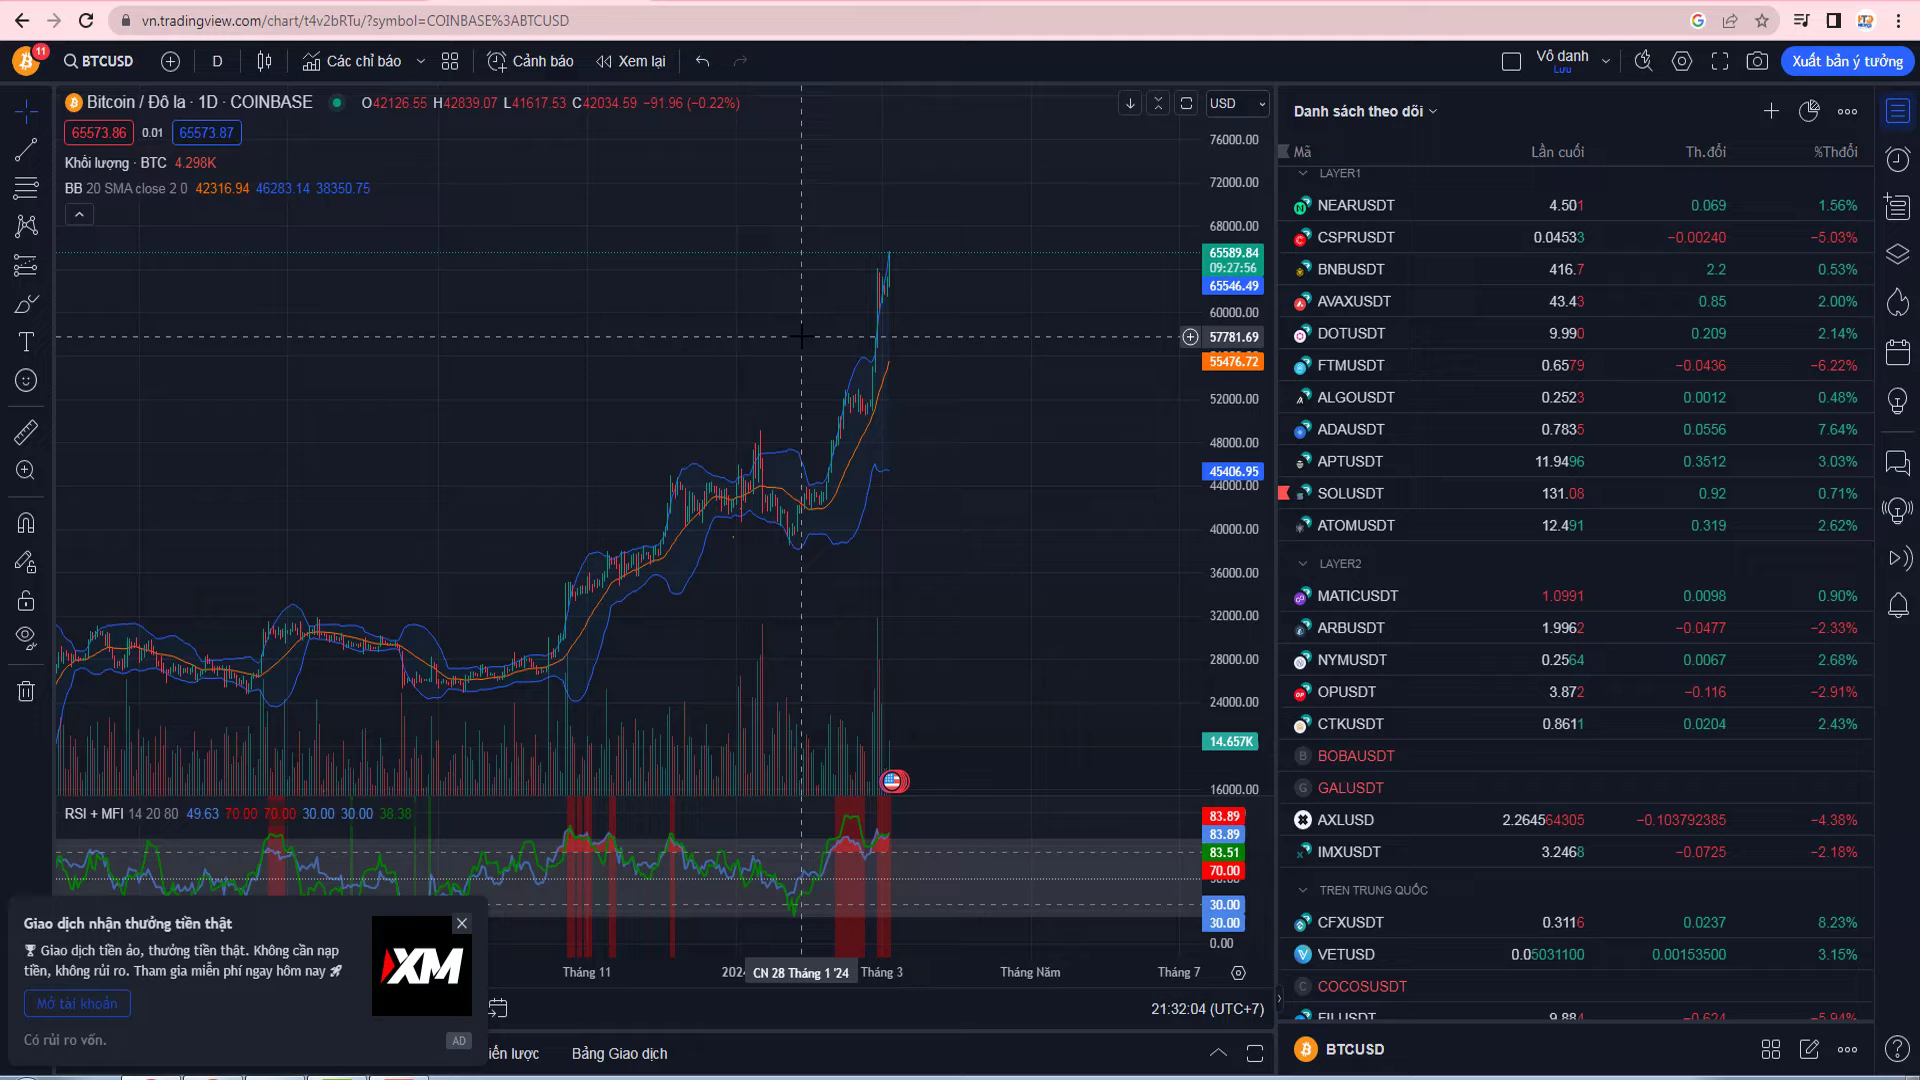 vn.tradingview.com/chart/t4v2bRTu/?symbol=COINBASE%3ABTCUSD
11
BTCUSD
D
Các chỉ báo
Cảnh báo
Xem lại
Vô danh
Lưu
Xuất bản ý tưởng
Bitcoin / Đô la · 1D · COINBASE
O42126.55 H42839.07 L41617.53 C42034.59 −91.96 (−0.22%)
65573.86 0.01 65573.87
Khối lượng · BTC 4.298K
BB 20 SMA close 2 0 42316.94 46283.14 38350.75
USD
76000.00
72000.00
68000.00
65589.84
09:27:56
65546.49
60000.00
57781.69
55476.72
52000.00
48000.00
45406.95
44000.00
40000.00
36000.00
32000.00
28000.00
24000.00
14.657K
16000.00
RSI + MFI 14 20 80 49.63 70.00 70.00 30.00 30.00 38.38
83.89
83.89
83.51
70.00
30.00
30.00
0.00
Tháng 11
2024
CN 28 Tháng 1 '24
Tháng 3
Tháng Năm
Tháng 7
21:32:04 (UTC+7)
Bảng Giao dịch
Giao dịch nhận thưởng tiền thật
Giao dịch tiền ảo, thưởng tiền thật. Không cần nạp
tiền, không rủi ro. Tham gia miễn phí ngay hôm nay
Mở tài khoản
Có rủi ro vốn.
XM
AD
Danh sách theo dõi
Mã Lần cuối Th.đổi %Thđổi
LAYER1
NEARUSDT 4.501 0.069 1.56%
CSPRUSDT 0.04533 −0.00240 −5.03%
BNBUSDT 416.7 2.2 0.53%
AVAXUSDT 43.43 0.85 2.00%
DOTUSDT 9.990 0.209 2.14%
FTMUSDT 0.6579 −0.0436 −6.22%
ALGOUSDT 0.2523 0.0012 0.48%
ADAUSDT 0.7835 0.0556 7.64%
APTUSDT 11.9496 0.3512 3.03%
SOLUSDT 131.08 0.92 0.71%
ATOMUSDT 12.491 0.319 2.62%
LAYER2
MATICUSDT 1.0991 0.0098 0.90%
ARBUSDT 1.9962 −0.0477 −2.33%
NYMUSDT 0.2564 0.0067 2.68%
OPUSDT 3.872 −0.116 −2.91%
CTKUSDT 0.8611 0.0204 2.43%
B BOBAUSDT
G GALUSDT
AXLUSD 2.264564305 −0.103792385 −4.38%
IMXUSDT 3.2468 −0.0725 −2.18%
TREN TRUNG QUỐC
CFXUSDT 0.3116 0.0237 8.23%
VETUSD 0.05031100 0.00153500 3.15%
C COCOSUSDT
FILUSDT 9.884 −0.624 −5.94%
BTCUSD